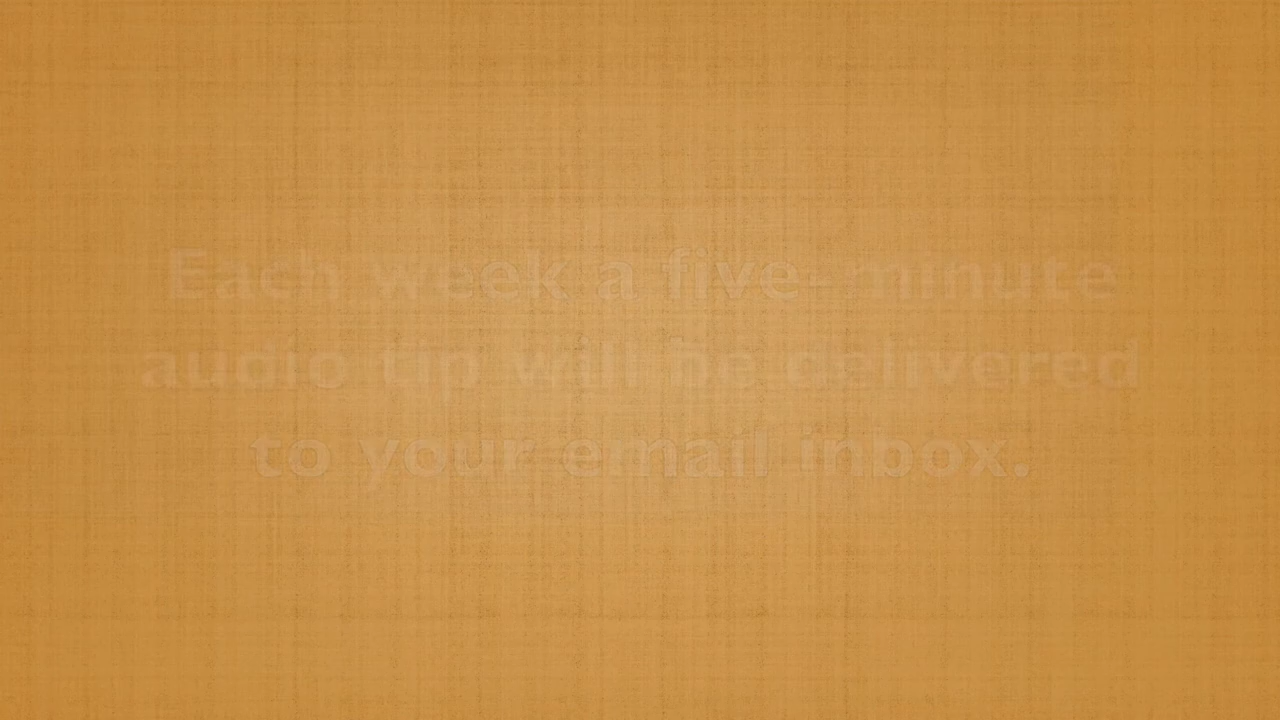 Each week a five-minute
audio tip will be delivered
to your email inbox.